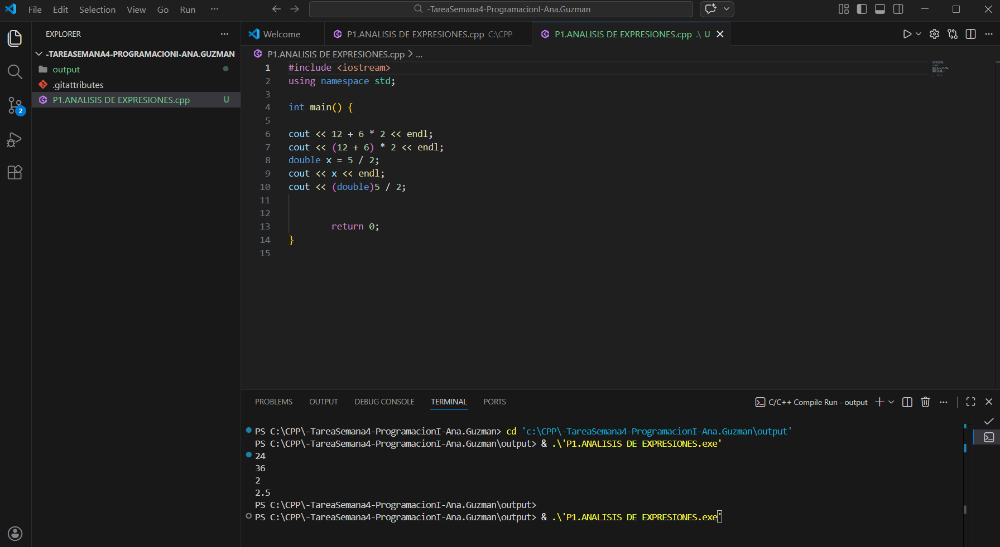 File Edit Selection View Go Run ··· -TareaSemana4-ProgramacionI-Ana.Guzman
EXPLORER
-TAREASEMANA4-PROGRAMACIONI-ANA.GUZMAN
output
.gitattributes
P1.ANALISIS DE EXPRESIONES.cpp U
2
Welcome P1.ANALISIS DE EXPRESIONES.cpp C:\CPP P1.ANALISIS DE EXPRESIONES.cpp .\ U
P1.ANALISIS DE EXPRESIONES.cpp > ...
1 #include <iostream>
2 using namespace std;
3
4 int main() {
5
6 cout << 12 + 6 * 2 << endl;
7 cout << (12 + 6) * 2 << endl;
8 double x = 5 / 2;
9 cout << x << endl;
10 cout << (double)5 / 2;
11
12
13 return 0;
14 }
15
PROBLEMS OUTPUT DEBUG CONSOLE TERMINAL PORTS C/C++ Compile Run - output
PS C:\CPP\-TareaSemana4-ProgramacionI-Ana.Guzman> cd 'c:\CPP\-TareaSemana4-ProgramacionI-Ana.Guzman\output'
PS C:\CPP\-TareaSemana4-ProgramacionI-Ana.Guzman\output> & .\'P1.ANALISIS DE EXPRESIONES.exe'
24
36
2
2.5
PS C:\CPP\-TareaSemana4-ProgramacionI-Ana.Guzman\output>
PS C:\CPP\-TareaSemana4-ProgramacionI-Ana.Guzman\output> & .\'P1.ANALISIS DE EXPRESIONES.exe'